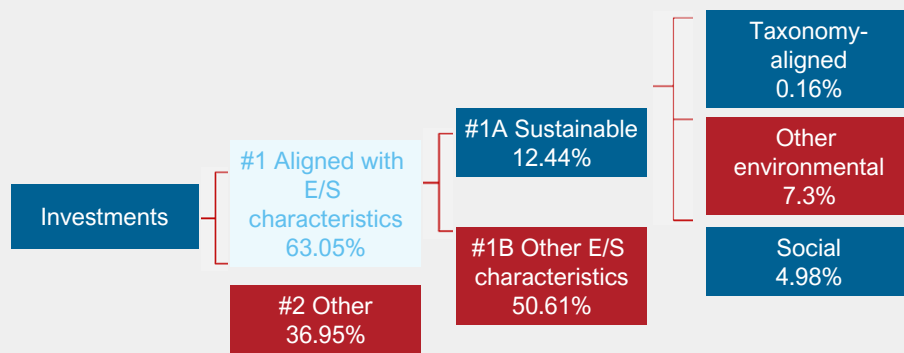 Investments
#1 Aligned with
E/S
characteristics
63.05%
#2 Other
36.95%
#1A Sustainable
12.44%
#1B Other E/S
characteristics
50.61%
Taxonomy-
aligned
0.16%
Other
environmental
7.3%
Social
4.98%